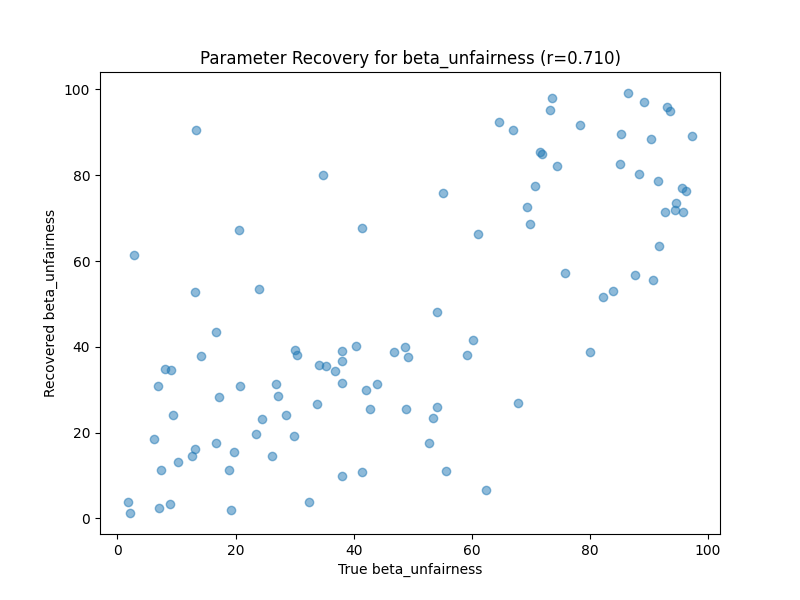 Parameter Recovery for beta_unfairness (r=0.710)
Recovered beta_unfairness
100
80
60
40
20
0
0 20 40 60 80 100
True beta_unfairness